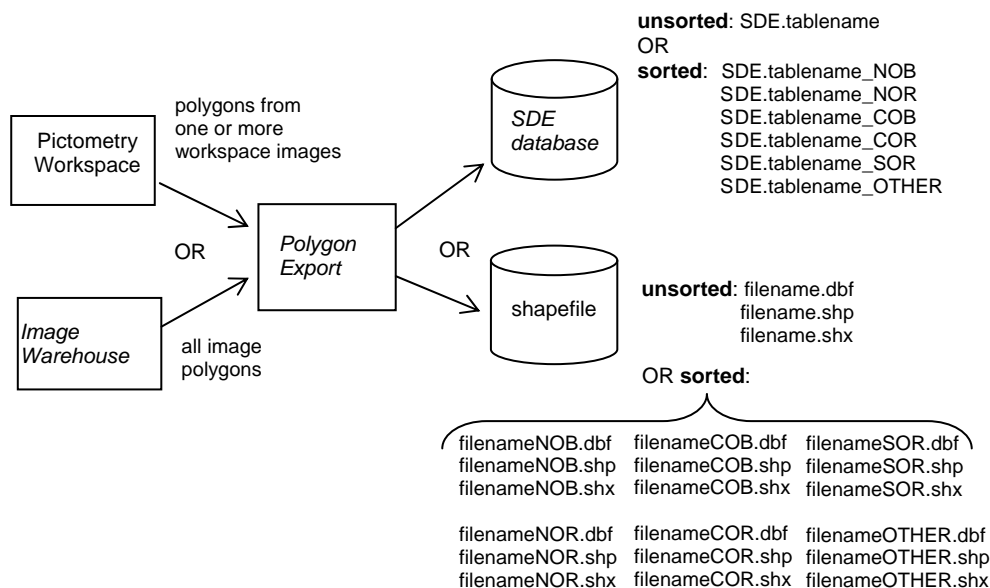 unsorted: SDE.tablename
OR
sorted: SDE.tablename_NOB
SDE.tablename_NOR
SDE.tablename_COB
SDE.tablename_COR
SDE.tablename_SOR
SDE.tablename_OTHER
polygons from
one or more
workspace images
Pictometry
Workspace
SDE
database
OR
Polygon
Export
OR
Image
Warehouse
all image
polygons
shapefile
unsorted: filename.dbf
filename.shp
filename.shx
OR sorted:
filenameNOB.dbf filenameCOB.dbf filenameSOR.dbf
filenameNOB.shp filenameCOB.shp filenameSOR.shp
filenameNOB.shx filenameCOB.shx filenameSOR.shx
filenameNOR.dbf filenameCOR.dbf filenameOTHER.dbf
filenameNOR.shp filenameCOR.shp filenameOTHER.shp
filenameNOR.shx filenameCOR.shx filenameOTHER.shx